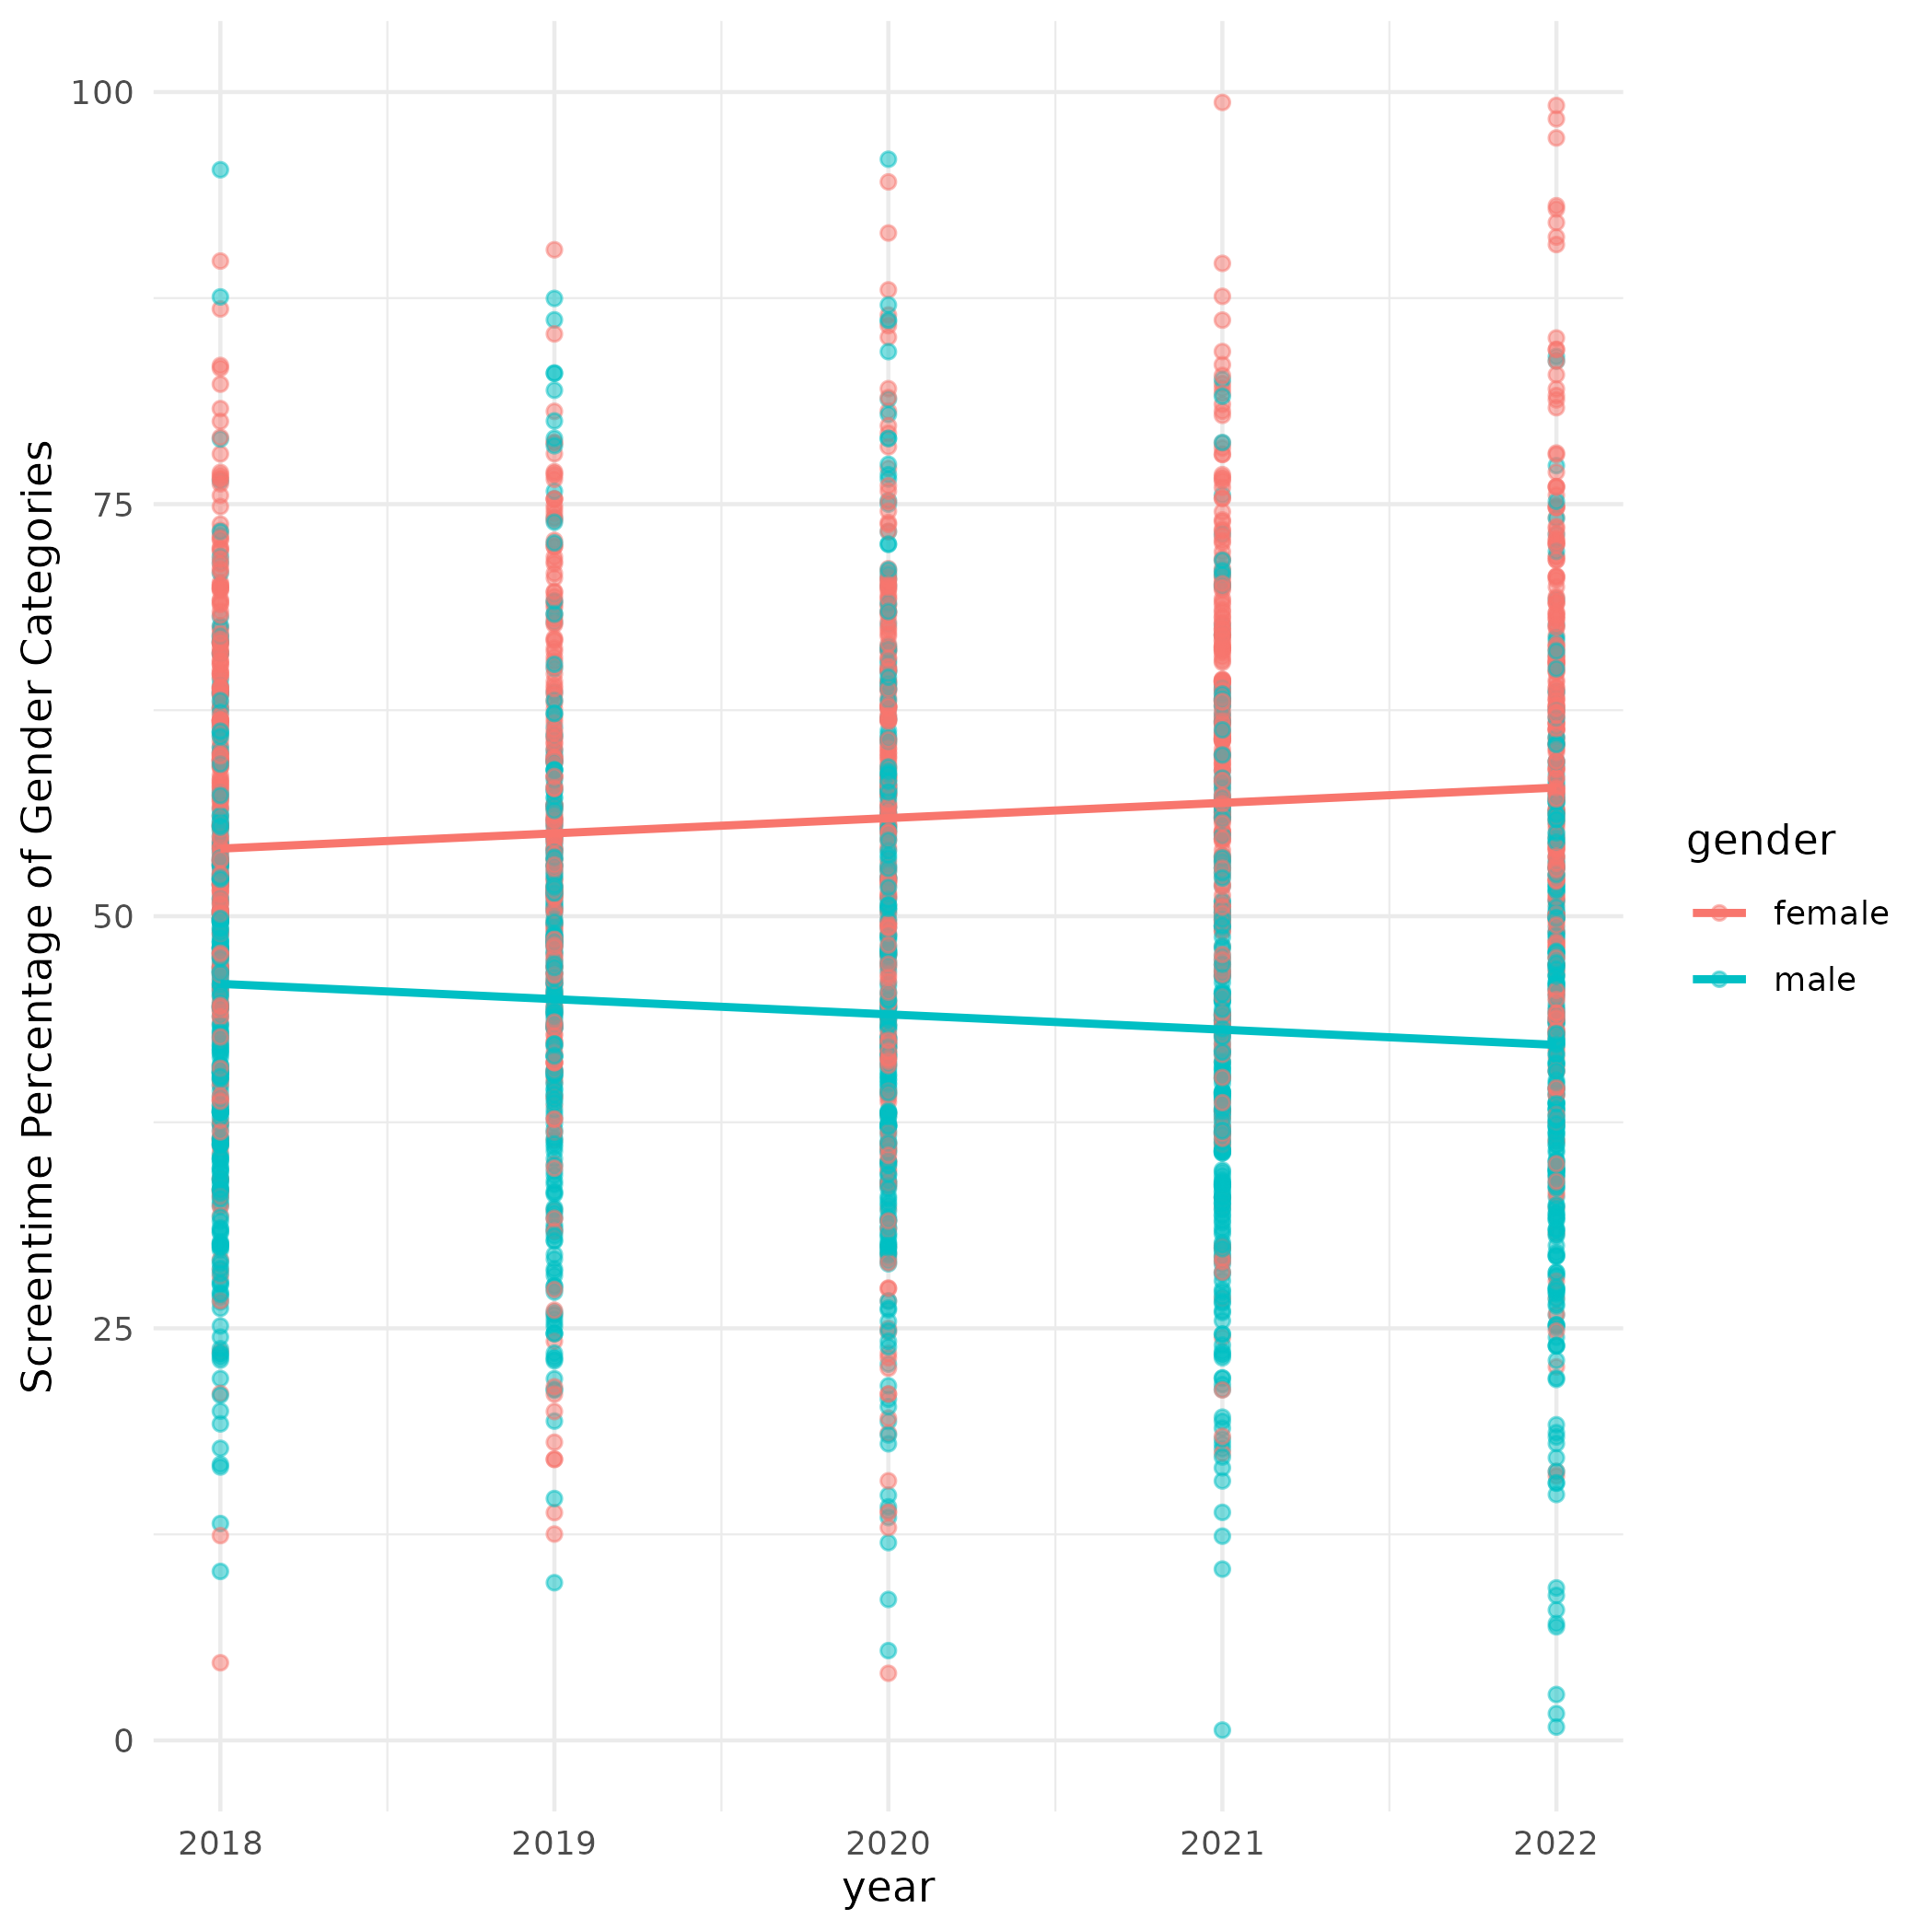 Screentime Percentage of Gender Categories
100
75
50
25
0
2018 2019 2020 2021 2022
year
gender
female
male